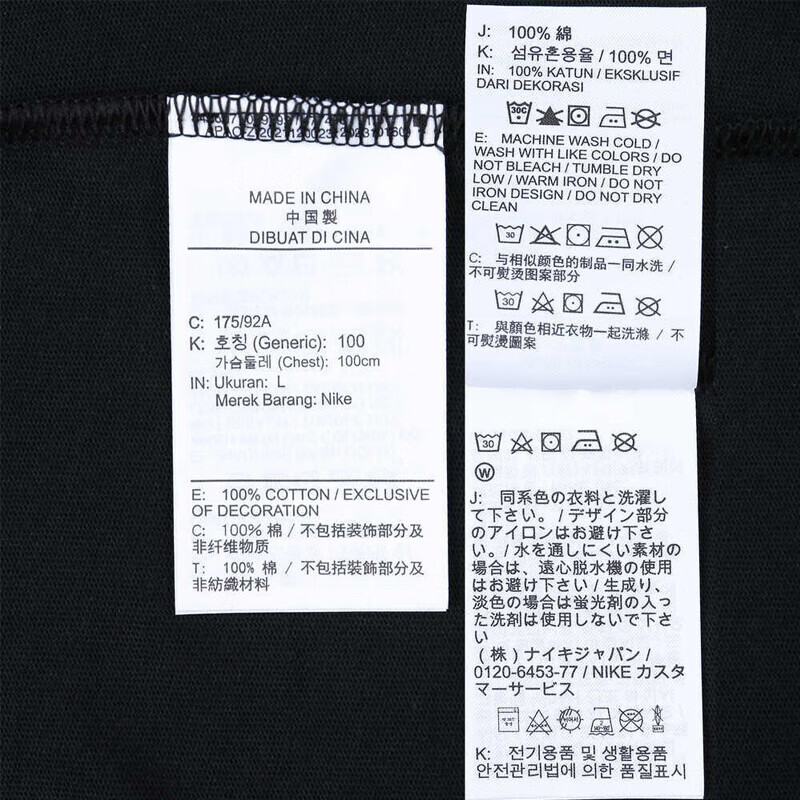 MADE IN CHINA
中国製
DIBUAT DI CINA
C: 175/92A
K: 호칭 (Generic): 100
가슴둘레 (Chest): 100cm
IN: Ukuran: L
Merek Barang: Nike
E: 100% COTTON / EXCLUSIVE
OF DECORATION
C: 100% 棉 / 不包括装饰部分及
非纤维物质
T: 100% 棉 / 不包括裝飾部分及
非紡織材料
J: 100% 綿
K: 섬유혼용율 / 100% 면
IN: 100% KATUN / EKSKLUSIF
DARI DEKORASI
30C
E: MACHINE WASH COLD /
WASH WITH LIKE COLORS / DO
NOT BLEACH / TUMBLE DRY
LOW / WARM IRON / DO NOT
IRON DESIGN / DO NOT DRY
CLEAN
30
C: 与相似颜色的制品一同水洗 /
不可熨烫图案部分
30
T: 與顏色相近衣物一起洗滌 / 不
可熨燙圖案
30
W
J: 同系色の衣料と洗濯し
て下さい。/ デザイン部分
のアイロンはお避け下さ
い。/ 水を通しにくい素材の
場合は、遠心脱水機の使用
はお避け下さい / 生成り、
淡色の場合は蛍光剤の入っ
た洗剤は使用しないで下さ
い
(株) ナイキジャパン /
0120-6453-77 / NIKE カスタ
マーサービス
K: 전기용품 및 생활용품
안전관리법에 의한 품질표시